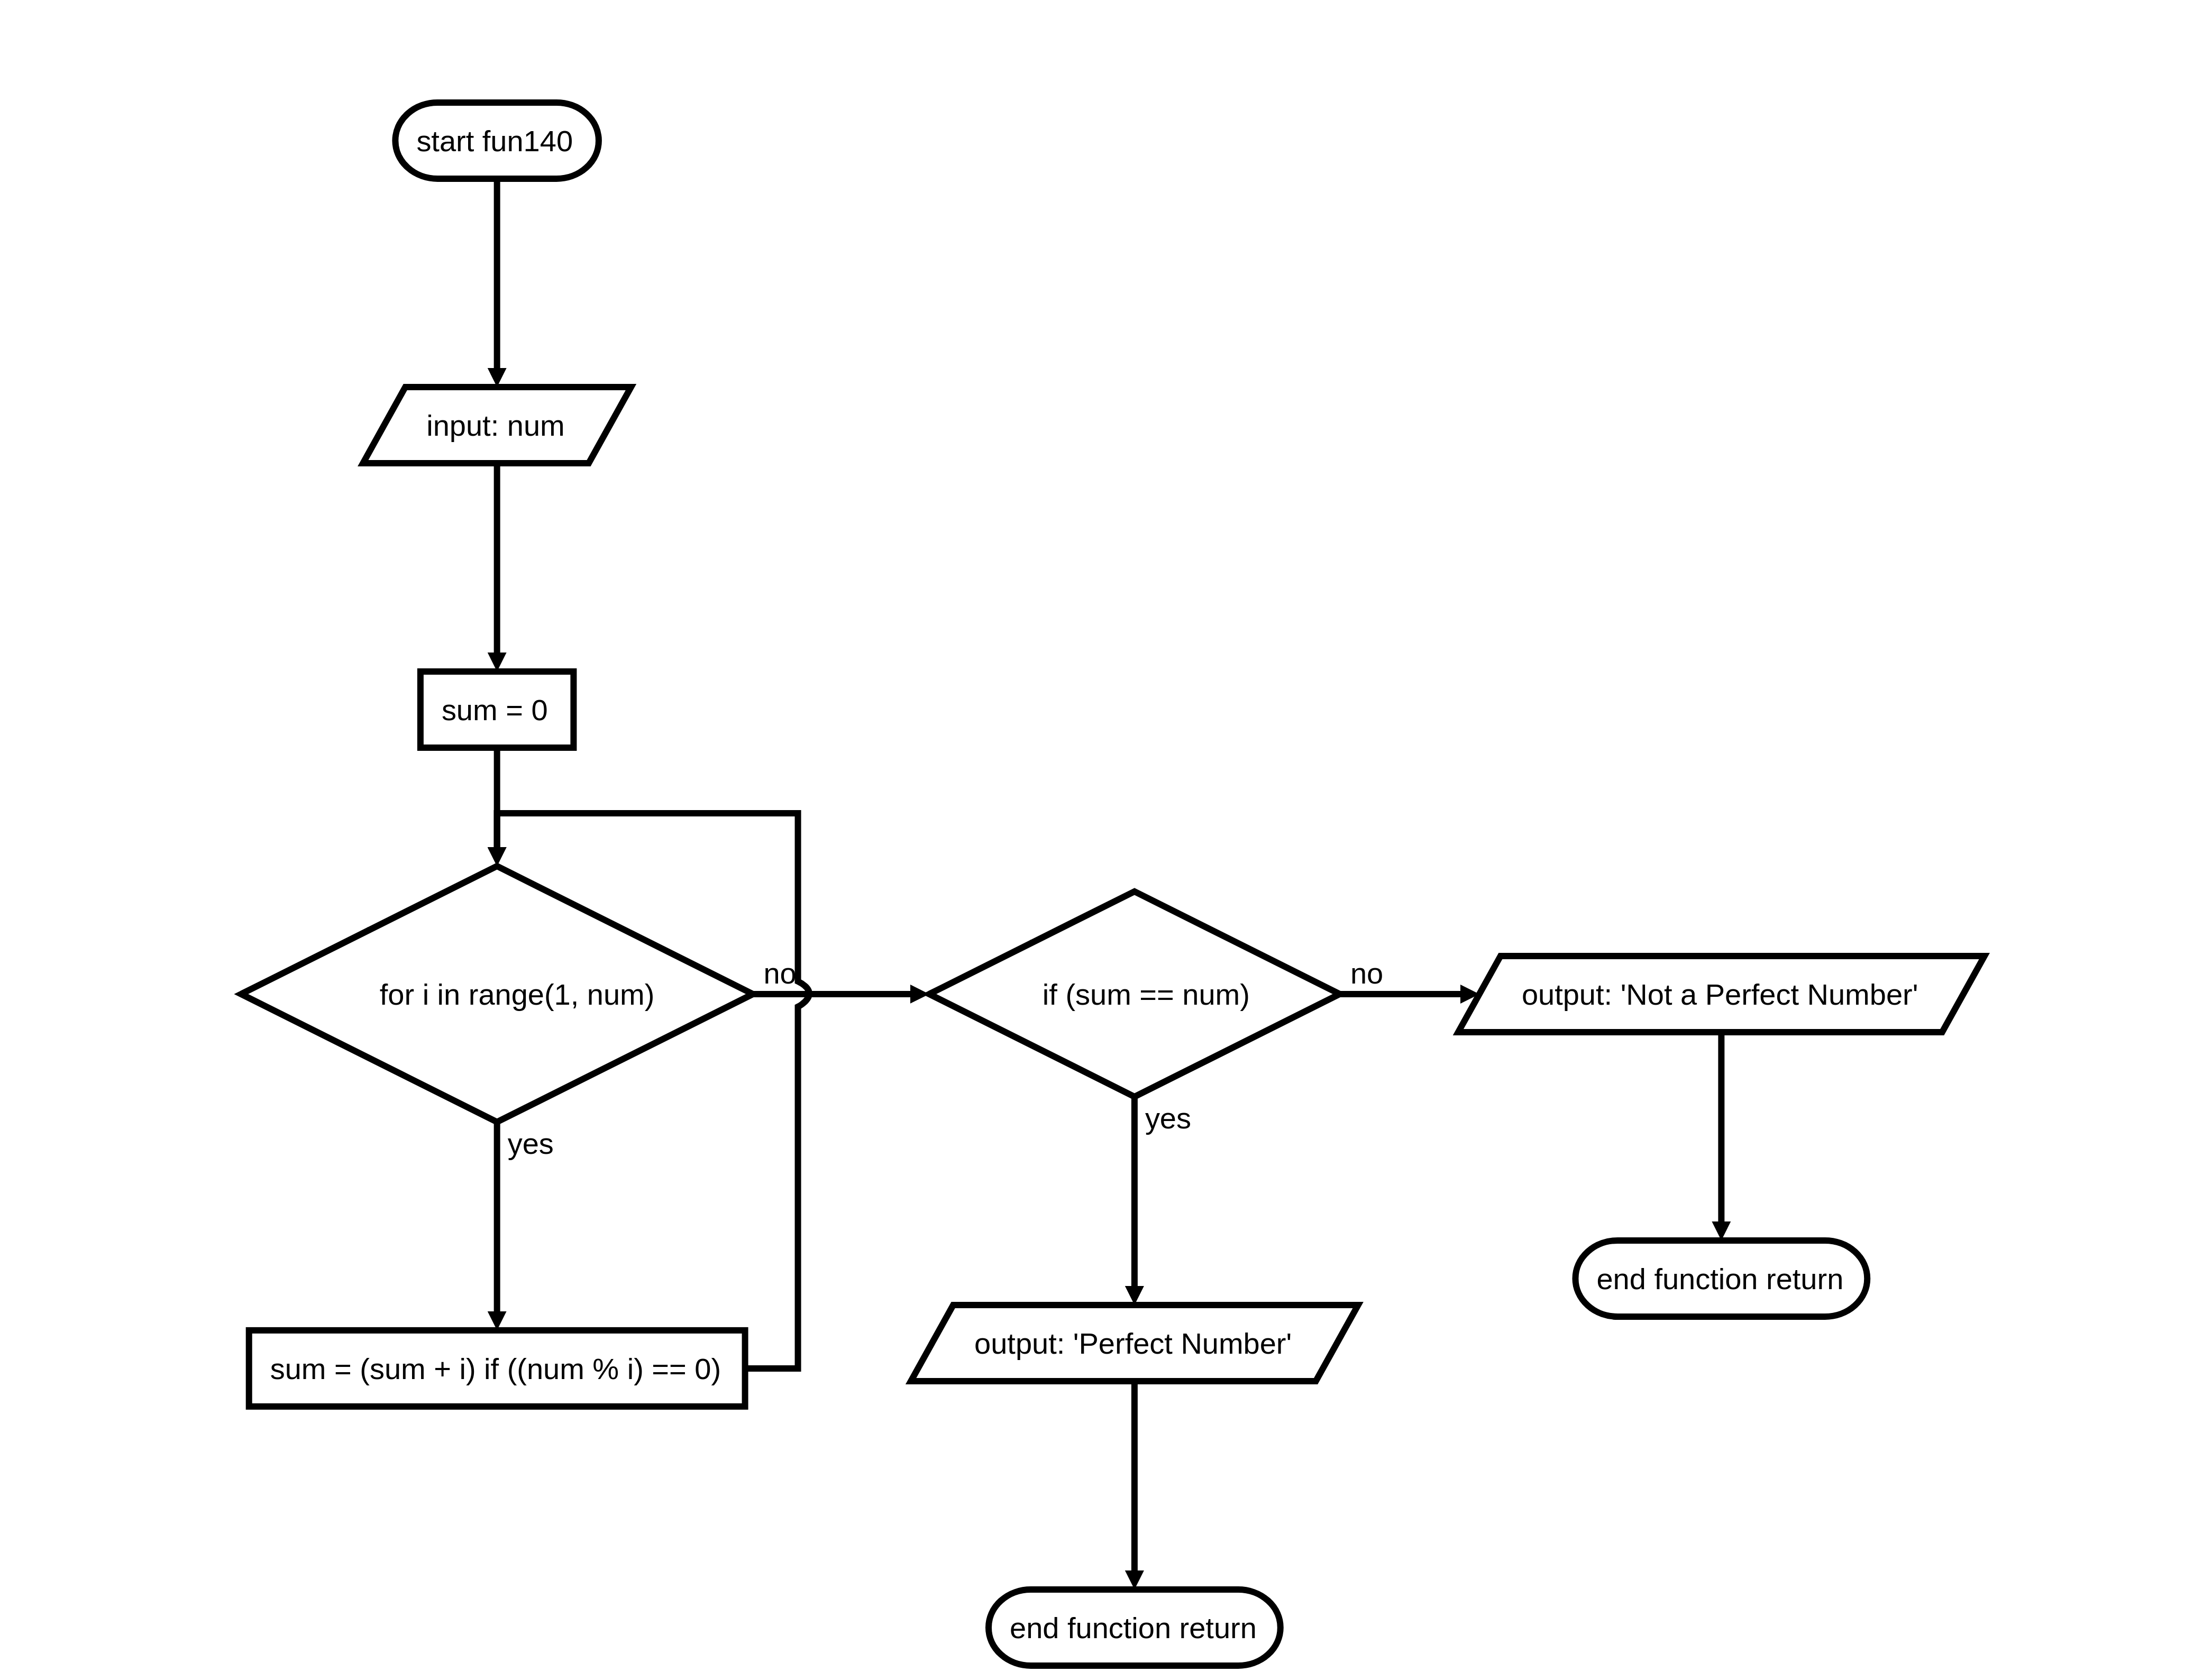 start fun140
input: num
sum = 0
for i in range(1, num)
no
yes
sum = (sum + i) if ((num % i) == 0)
if (sum == num)
no
yes
output: 'Perfect Number'
end function return
output: 'Not a Perfect Number'
end function return